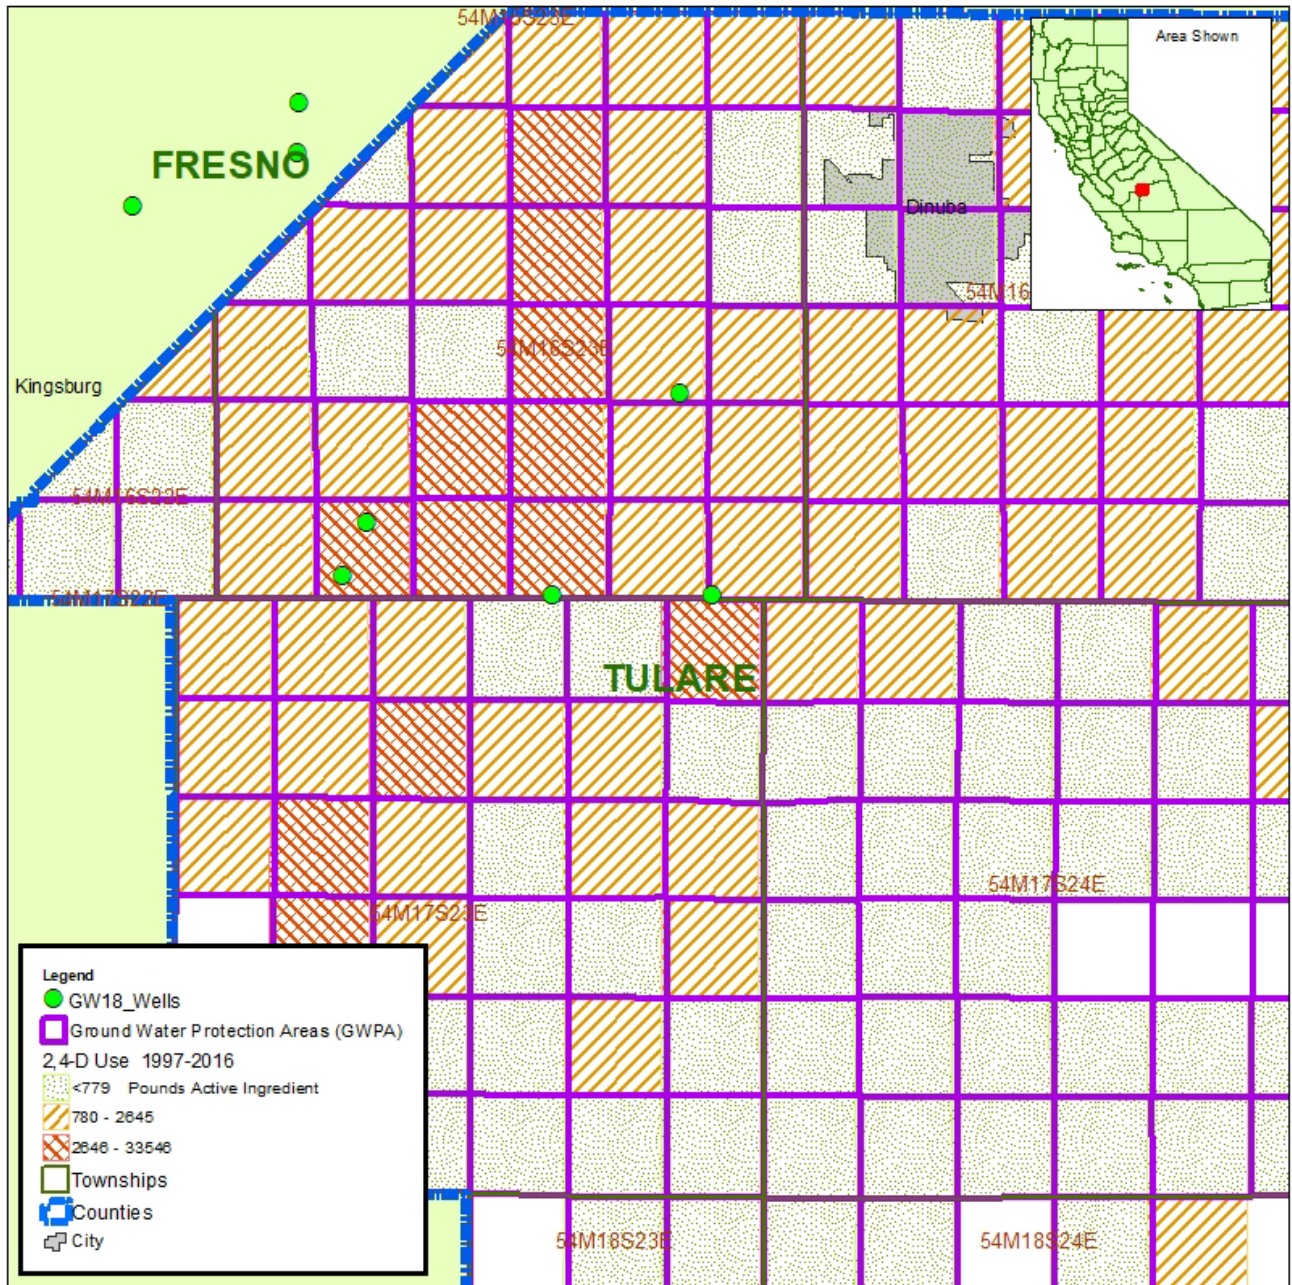 54M15S23E
Area Shown
FRESNO
Dinuba
54M16
54M16S23E
Kingsburg
54M16S22E
54M17S22E
TULARE
54M17S24E
54M17S23E
Legend
GW18_Wells
Ground Water Protection Areas (GWPA)
2,4-D Use 1997-2016
<779 Pounds Active Ingredient
780 - 2645
2646 - 33546
Townships
Counties
City
54M18S23E
54M18S24E